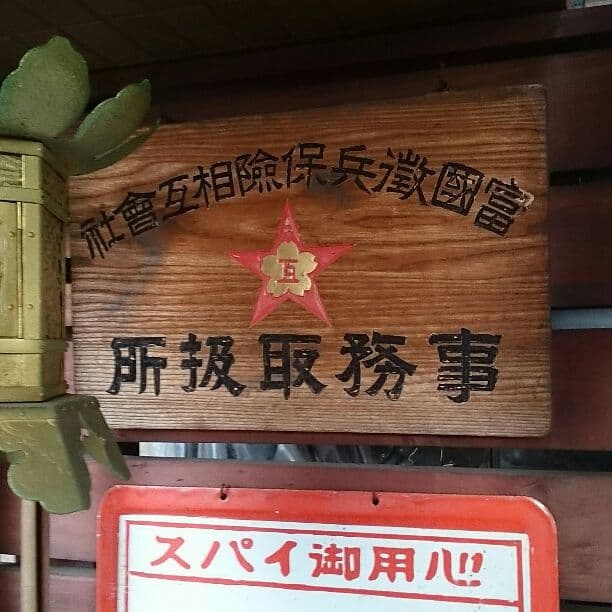 富國徴兵保險相互會社
互
事務取扱所
スパイ御用心!!